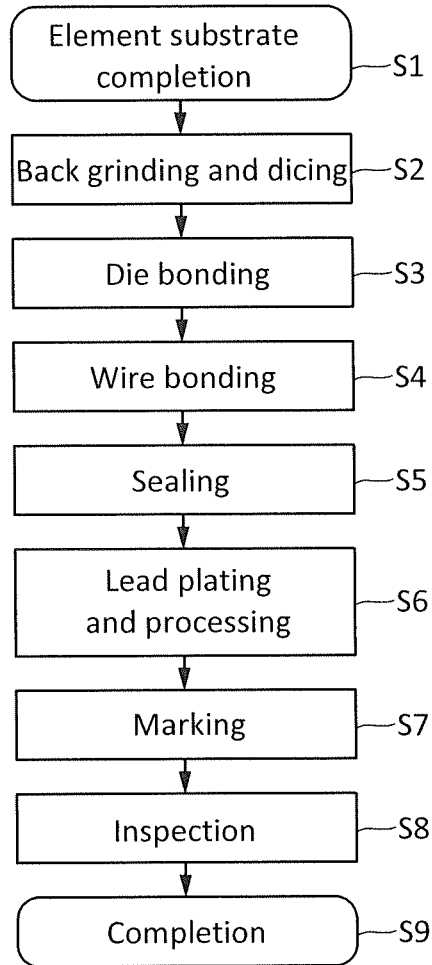 Element substrate
completion
S1
Back grinding and dicing
S2
Die bonding
S3
Wire bonding
S4
Sealing
S5
Lead plating
and processing
S6
Marking
S7
Inspection
S8
Completion
S9